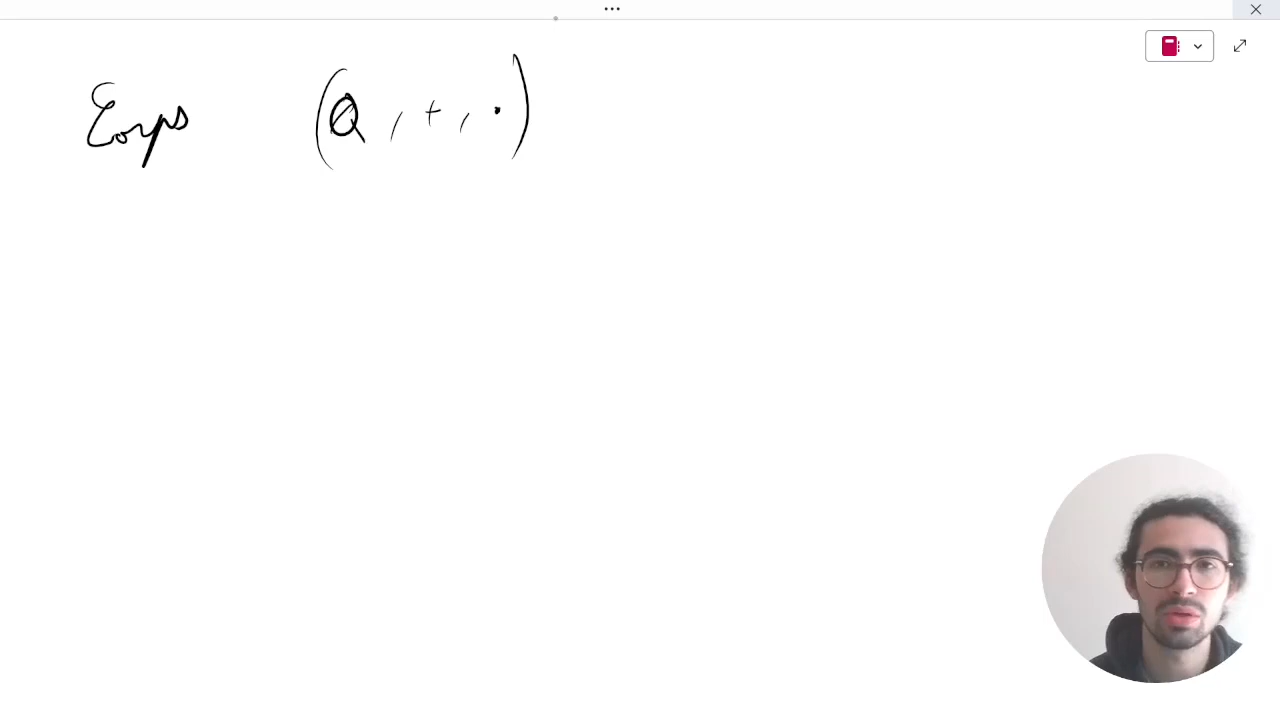 Corps (Q, +, ·)